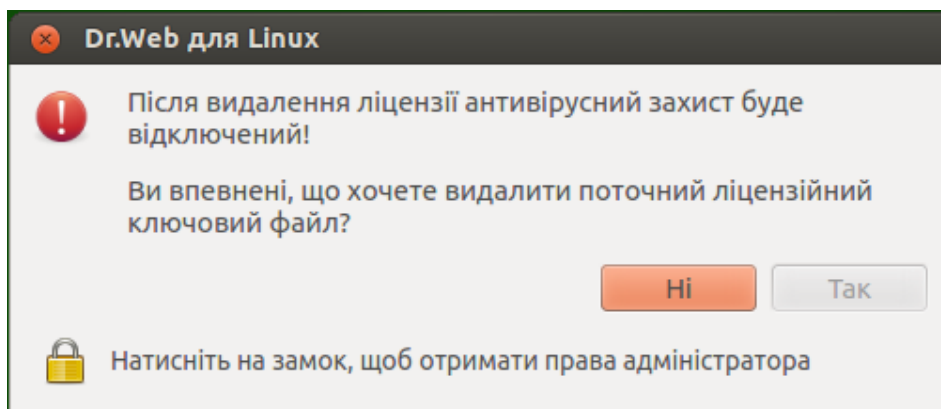 Dr.Web для Linux
Після видалення ліцензії антивірусний захист буде
відключений!
Ви впевнені, що хочете видалити поточний ліцензійний
ключовий файл?
Ні
Так
Натисніть на замок, щоб отримати права адміністратора